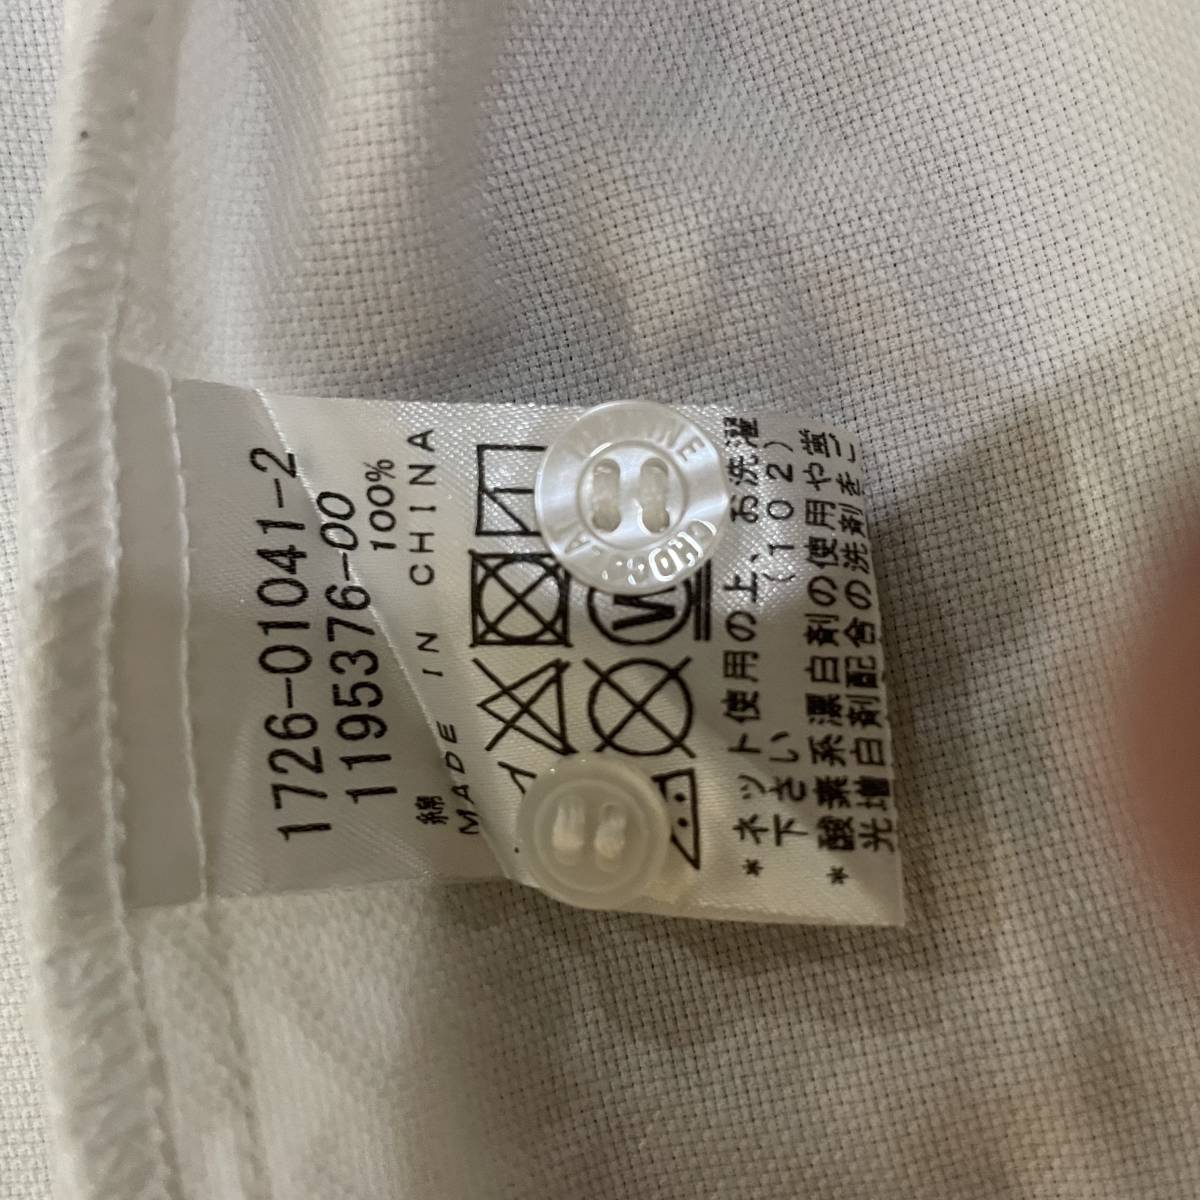 1726-01041-2
1195376-00
綿 100%
MADE IN CHINA
W
*ネット使用の上、お洗濯
下さい (102)
*酸素系漂白剤の使用や蛍
光増白剤配合の洗剤をご